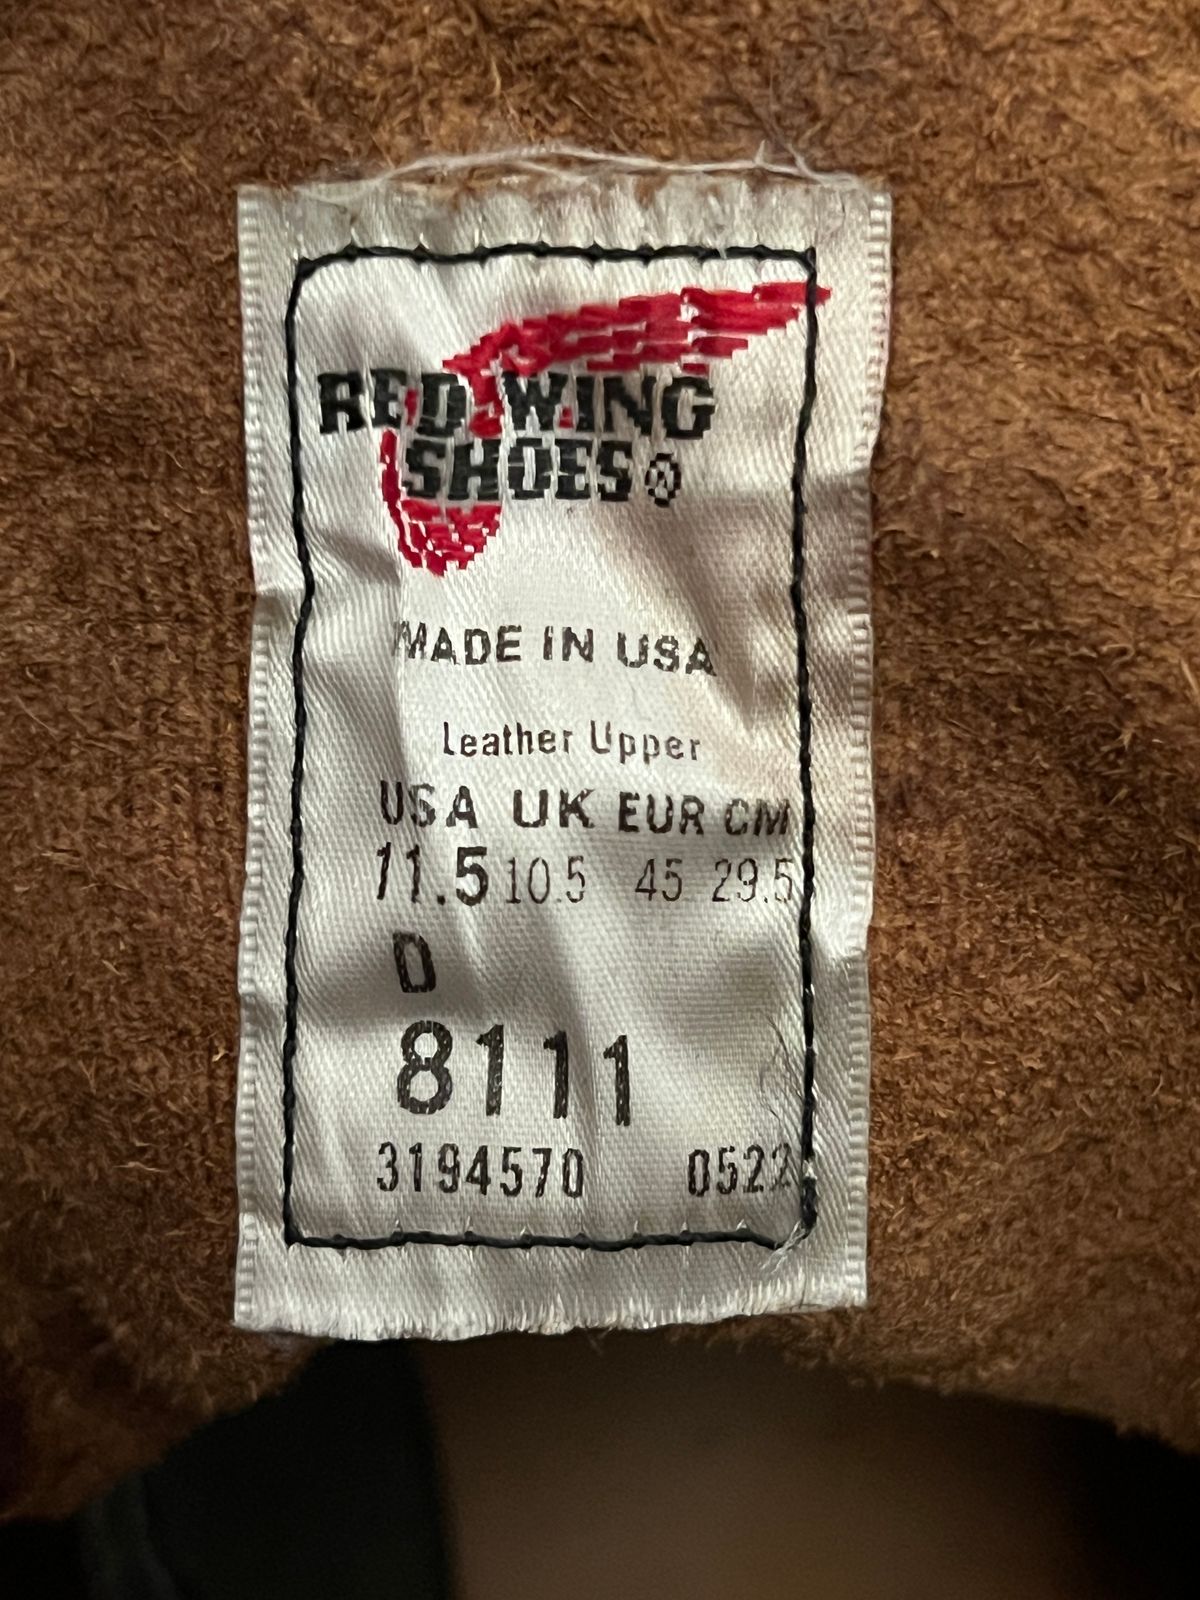 RED WING
SHOES®
MADE IN USA
Leather Upper
USA UK EUR CM
11.5 10.5 45 29.5
D
8111
3194570 0522